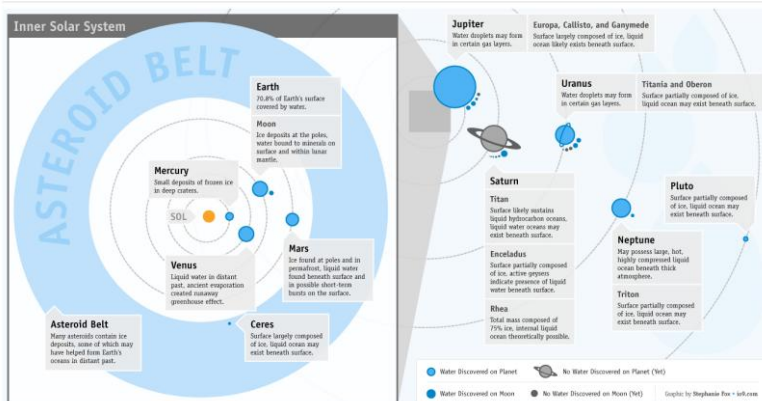 Inner Solar System
ASTEROID BELT
Earth
70.8% of Earth's surface
covered by water.
Moon
Ice deposits at the poles,
water bound to minerals on
surface and within lunar
mantle.
Mercury
Small deposits of frozen ice
in deep craters.
SOL
Venus
Liquid water in distant
past, ancient evaporation
created runaway
greenhouse effect.
Mars
Ice found at poles and in
permafrost, liquid water
found beneath surface and
in possible short-term
bursts on the surface.
Asteroid Belt
Many asteroids contain ice
deposits, some of which may
have helped form Earth's
oceans in distant past.
Ceres
Surface largely composed
of ice, liquid ocean may
exist beneath surface.
Jupiter
Water droplets may form
in certain gas layers.
Europa, Callisto, and Ganymede
Surface largely composed of ice, liquid
ocean likely exists beneath surface.
Uranus
Water droplets may form
in certain gas layers.
Titania and Oberon
Surface partially composed of ice,
liquid ocean may exist beneath surface.
Saturn
Titan
Surface likely sustains
liquid hydrocarbon oceans,
liquid water oceans may
exist beneath surface.
Enceladus
Surface partially composed
of ice, active geysers
indicate presence of liquid
water beneath surface.
Rhea
Total mass composed of
75% ice, internal liquid
ocean theoretically possible.
Neptune
May possess large, hot,
highly compressed liquid
ocean beneath thick
atmosphere.
Triton
Surface partially composed
of ice, liquid ocean may
exist beneath surface.
Pluto
Surface partially composed
of ice, liquid ocean may
exist beneath surface.
Water Discovered on Planet
No Water Discovered on Planet (Yet)
Water Discovered on Moon
No Water Discovered on Moon (Yet)
Graphic by Stephanie Fox • io9.com